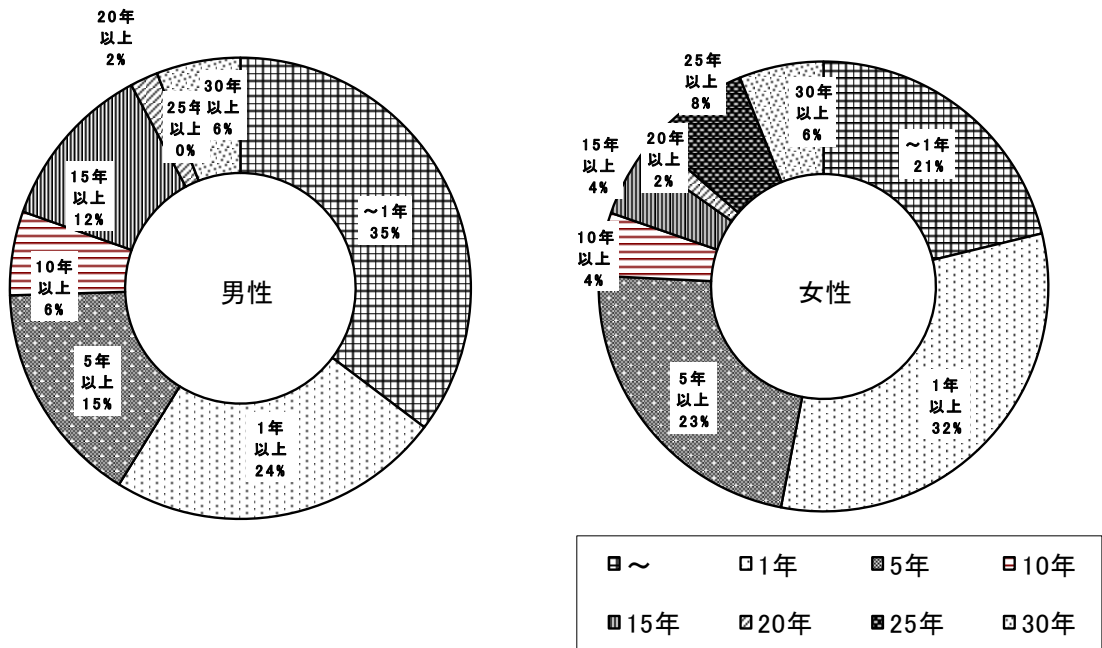 20年
以上
2%
25年
以上
0%
30年
以上
6%
～1年
35%
15年
以上
12%
10年
以上
6%
男性
5年
以上
15%
1年
以上
24%
25年
以上
8%
30年
以上
6%
～1年
21%
15年
以上
4%
20年
以上
2%
10年
以上
4%
女性
5年
以上
23%
1年
以上
32%
～ 1年 5年 10年
15年 20年 25年 30年